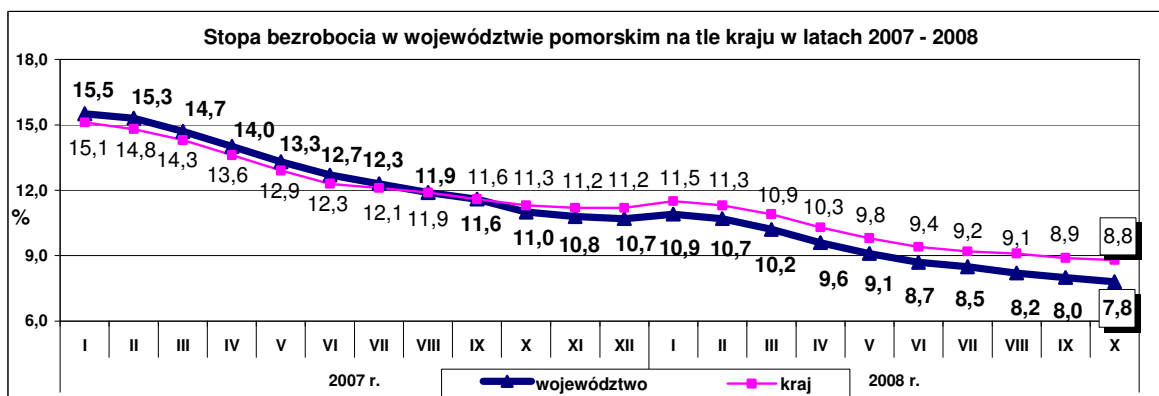 Stopa bezrobocia w województwie pomorskim na tle kraju w latach 2007 - 2008
18,0
15,0
12,0
%
9,0
6,0
15,5 15,3 14,7 14,0 13,3 12,7 12,3 11,9 11,6 11,3 11,2 11,2 11,5 11,3 10,9 10,3 9,8 9,4 9,2 9,1 8,9 8,8
15,1 14,8 14,3 13,6 12,9 12,3 12,1 11,9 11,6 11,0 10,8 10,7 10,9 10,7 10,2 9,6 9,1 8,7 8,5 8,2 8,0 7,8
I II III IV V VI VII VIII IX X XI XII I II III IV V VI VII VIII IX X
2007 r. 2008 r.
województwo kraj